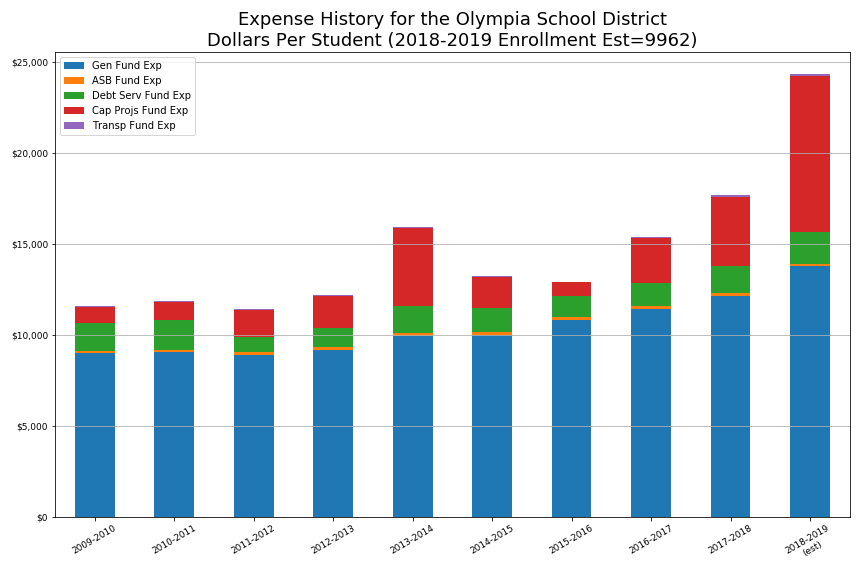 Expense History for the Olympia School District
Dollars Per Student (2018-2019 Enrollment Est=9962)
Gen Fund Exp
ASB Fund Exp
Debt Serv Fund Exp
Cap Projs Fund Exp
Transp Fund Exp
$25,000
$20,000
$15,000
$10,000
$5,000
$0
2009-2010
2010-2011
2011-2012
2012-2013
2013-2014
2014-2015
2015-2016
2016-2017
2017-2018
2018-2019
(est)